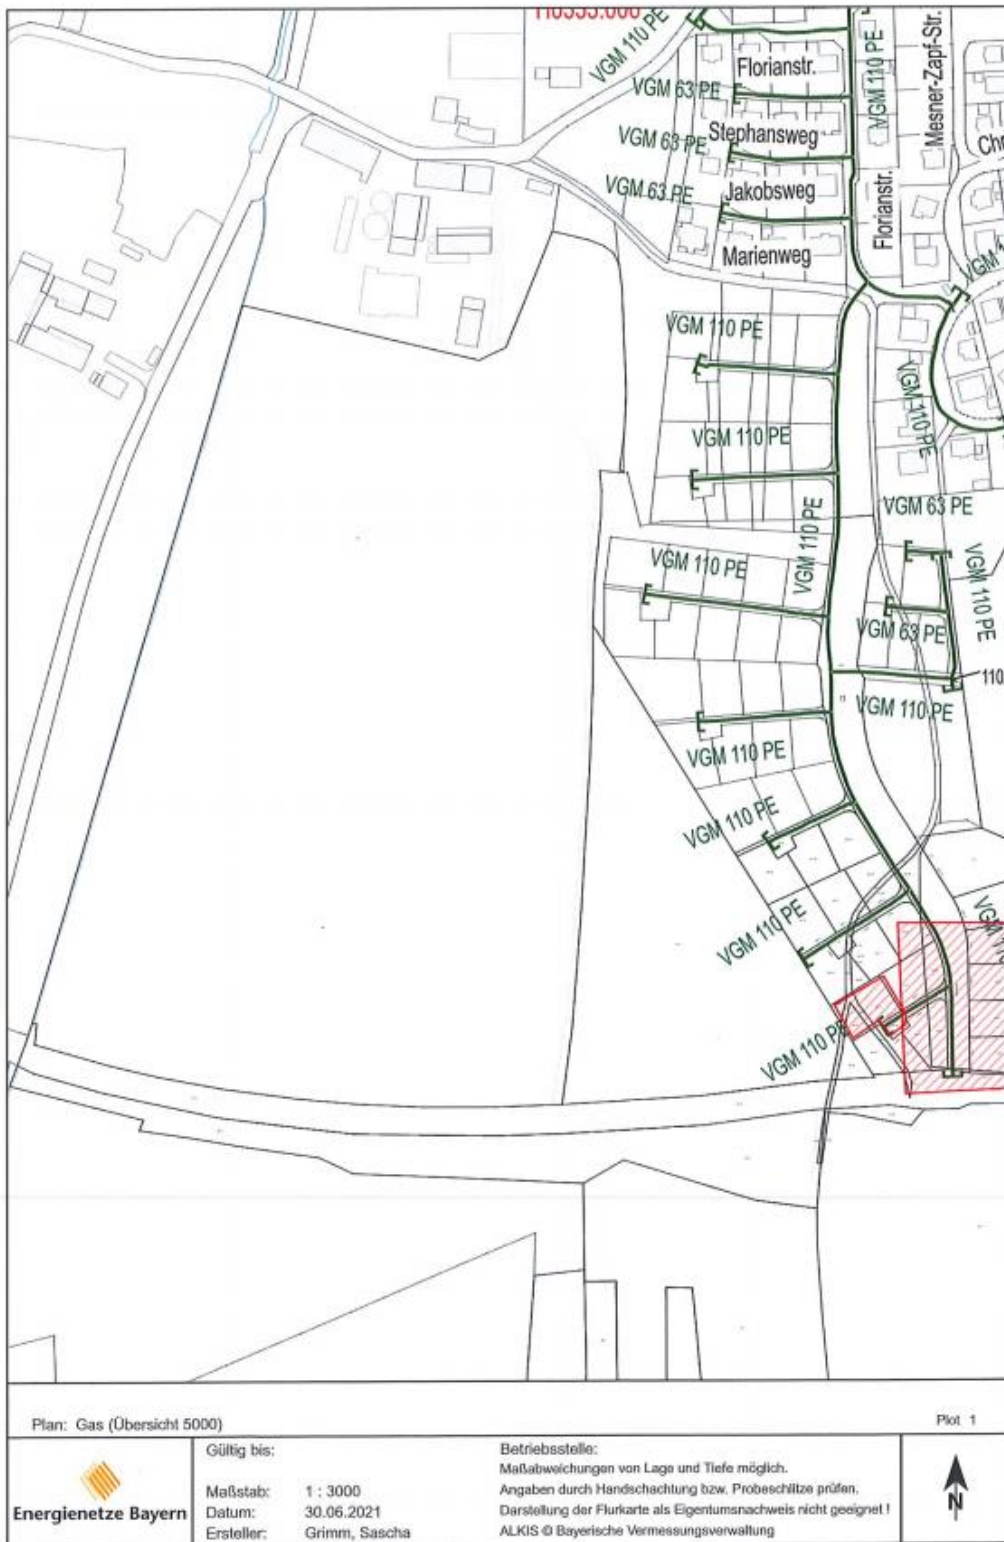 VGM 110 PE
Florianstr.
VGM 110 PE
Mesner-Zapf-Str.
VGM 63 PE
VGM 63 PE
Stephansweg
VGM 63 PE
Jakobsweg
Florianstr.
Marienweg
VGM 110 PE
VGM 110 PE
VGM 110 PE
VGM 63 PE
VGM 110 PE
VGM 110 PE
VGM 110 PE
VGM 63 PE
110
VGM 110 PE
VGM 110 PE
VGM 110 PE
VGM 110 PE
VGM 110 PE
Plan: Gas (Übersicht 5000)
Plot 1
Energienetze Bayern
Gültig bis:
Maßstab: 1 : 3000
Datum: 30.06.2021
Ersteller: Grimm, Sascha
Betriebsstelle:
Maßabweichungen von Lage und Tiefe möglich.
Angaben durch Handschachtung bzw. Probeschlitze prüfen.
Darstellung der Flurkarte als Eigentumsnachweis nicht geeignet !
ALKIS © Bayerische Vermessungsverwaltung
N